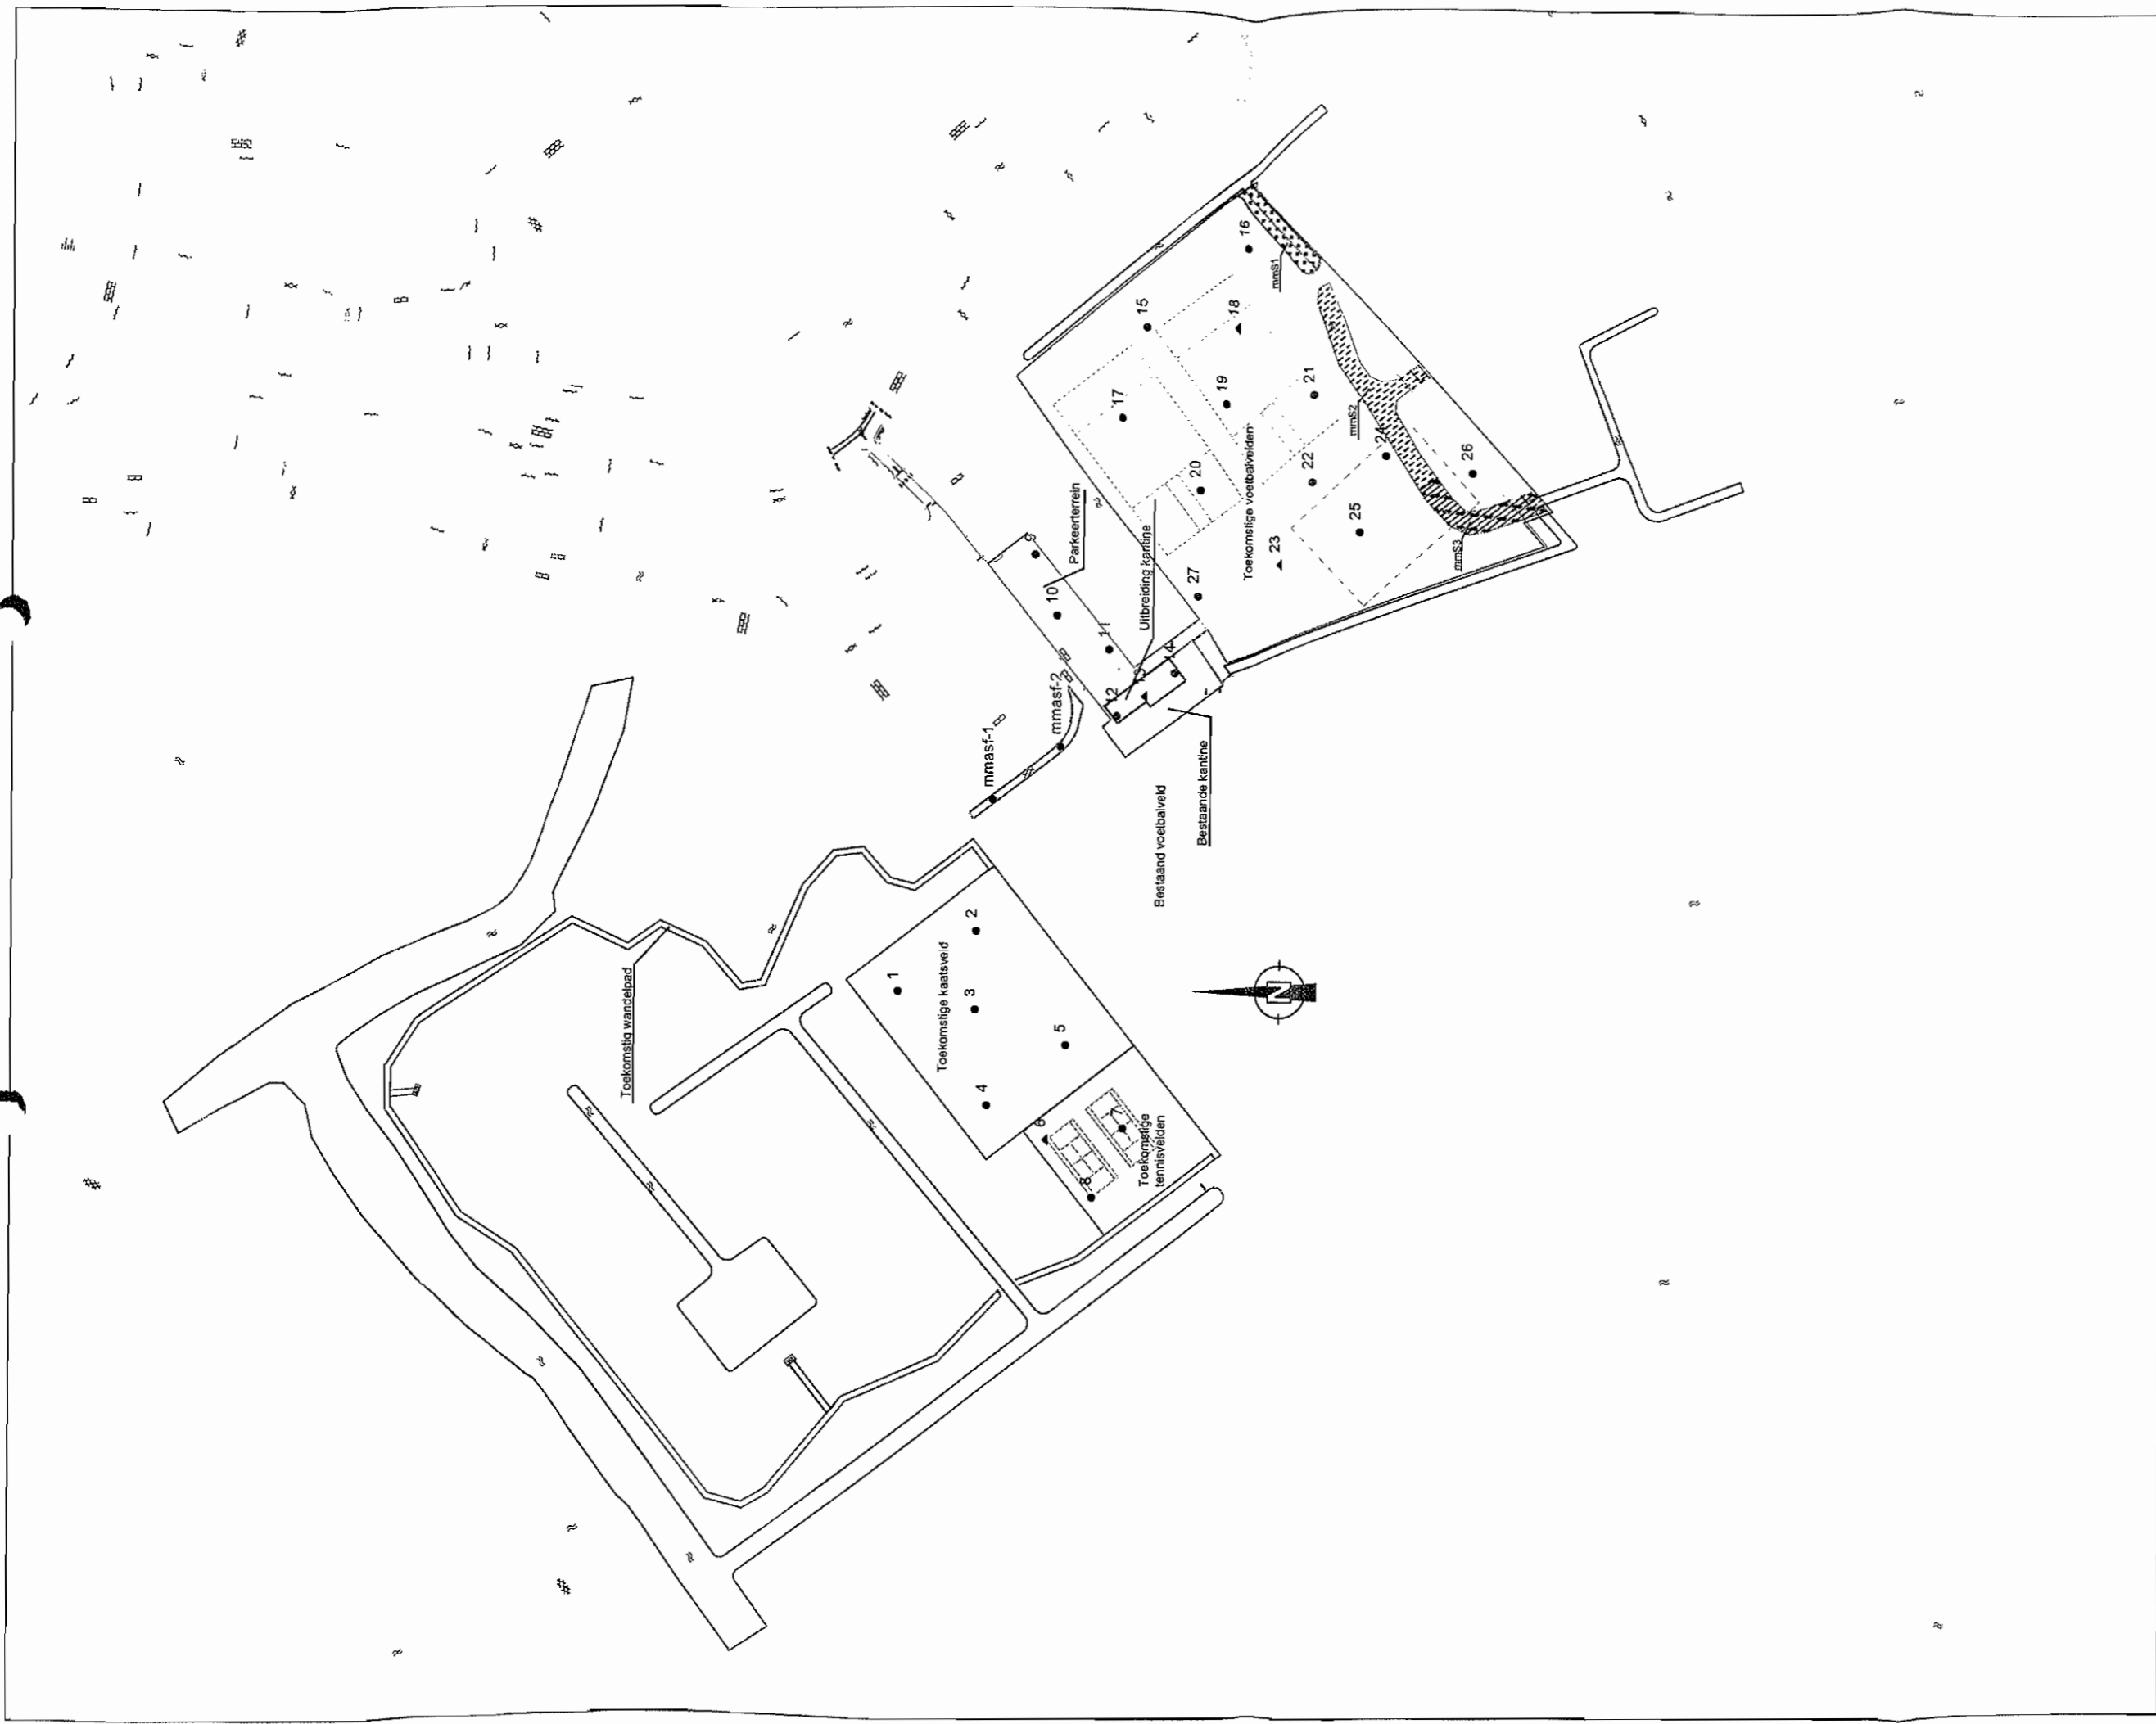 Toekomstig wandelpad
1
2
3
4
5
Toekomstige kaatsveld
6
8
Toekomstige
tennisvelden
N
mmasf-1
mmasf-2
9
10
11
12
14
Parkeerterrein
Uitbreiding kantine
Bestaande kantine
Bestaand voetbalveld
15
16
17
18
19
20
21
22
23
24
25
26
27
Toekomstige voetbalvelden
mmS1
mmS2
mmS3